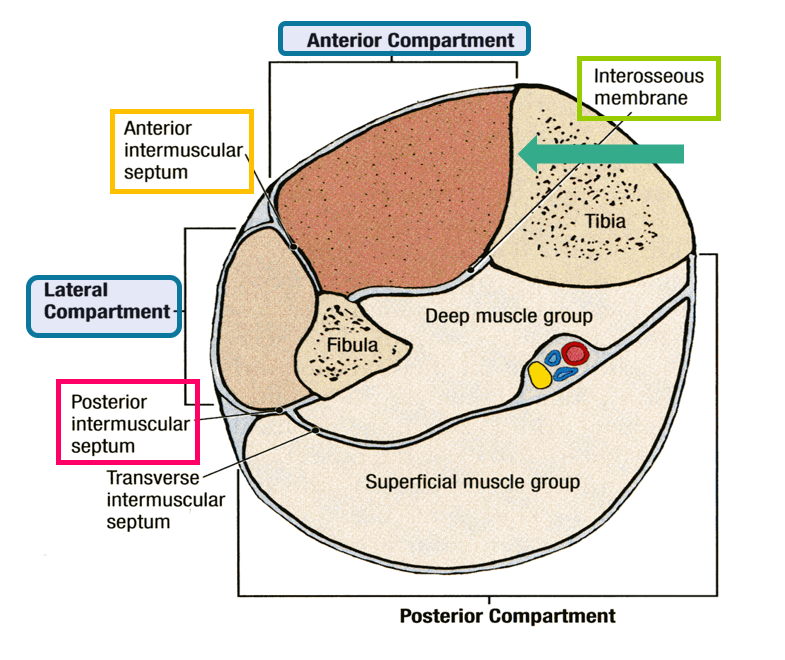 Anterior Compartment
Interosseous
membrane
Anterior
intermuscular
septum
Tibia
Lateral
Compartment
Deep muscle group
Fibula
Posterior
intermuscular
septum
Transverse
intermuscular
septum
Superficial muscle group
Posterior Compartment